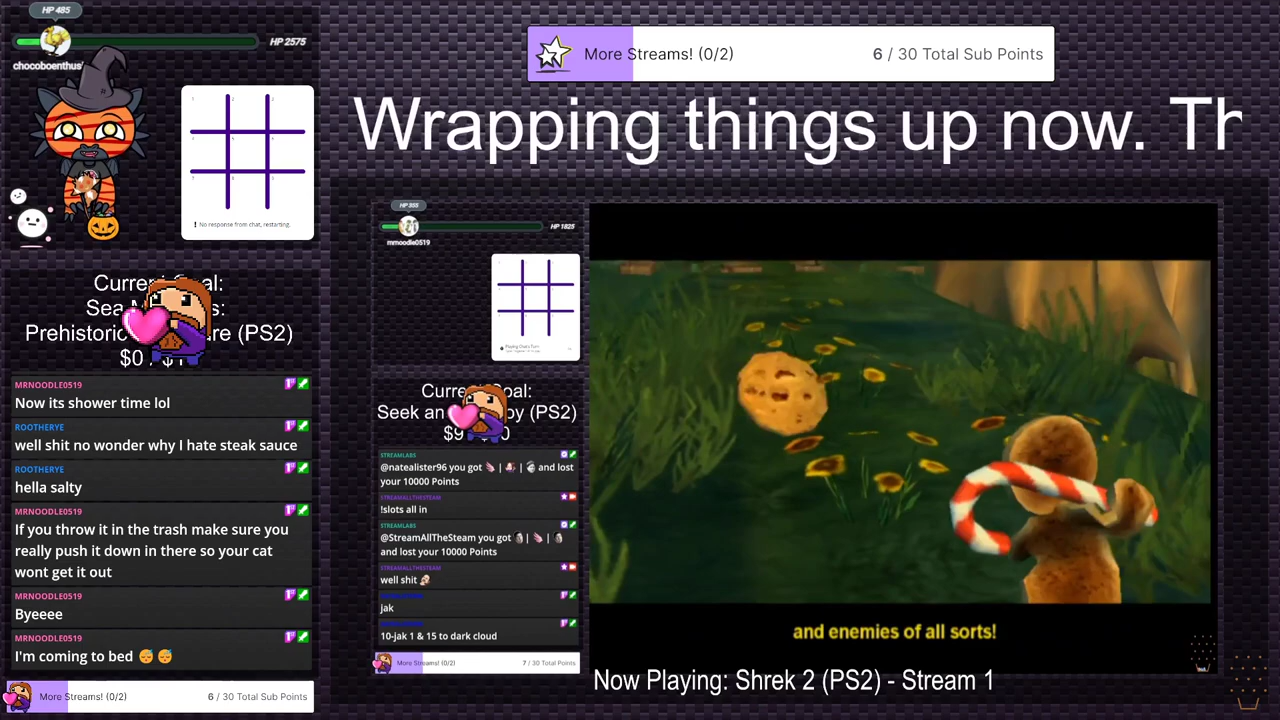 HP 485
HP 2575
chocoboenthus
! No response from chat, restarting.
More Streams! (0/2)
6 / 30 Total Sub Points
Wrapping things up now. Th
Current Goal:
Prehistoric
(PS2)
$0
MRNOODLE0519
Now its shower time lol
ROOTHERYE
well shit no wonder why I hate steak sauce
ROOTHERYE
hella salty
MRNOODLE0519
If you throw it in the trash make sure you
really push it down in there so your cat
wont get it out
MRNOODLE0519
Byeeee
MRNOODLE0519
I'm coming to bed 😴 😴
More Streams! (0/2)
6 / 30 Total Sub Points
HP 355
HP 1825
mrnoodle0519
Seek an
oy (PS2)
STREAMLABS
@natealister96 you got
and lost
your 10000 Points
STREAMALLTHESTEAM
!slots all in
STREAMLABS
@StreamAllTheSteam you got
and lost your 10000 Points
STREAMALLTHESTEAM
well shit
jak
10-jak 1 & 15 to dark cloud
More Streams! (0/2)
7 / 30 Total Sub Points
and enemies of all sorts!
Now Playing: Shrek 2 (PS2) - Stream 1